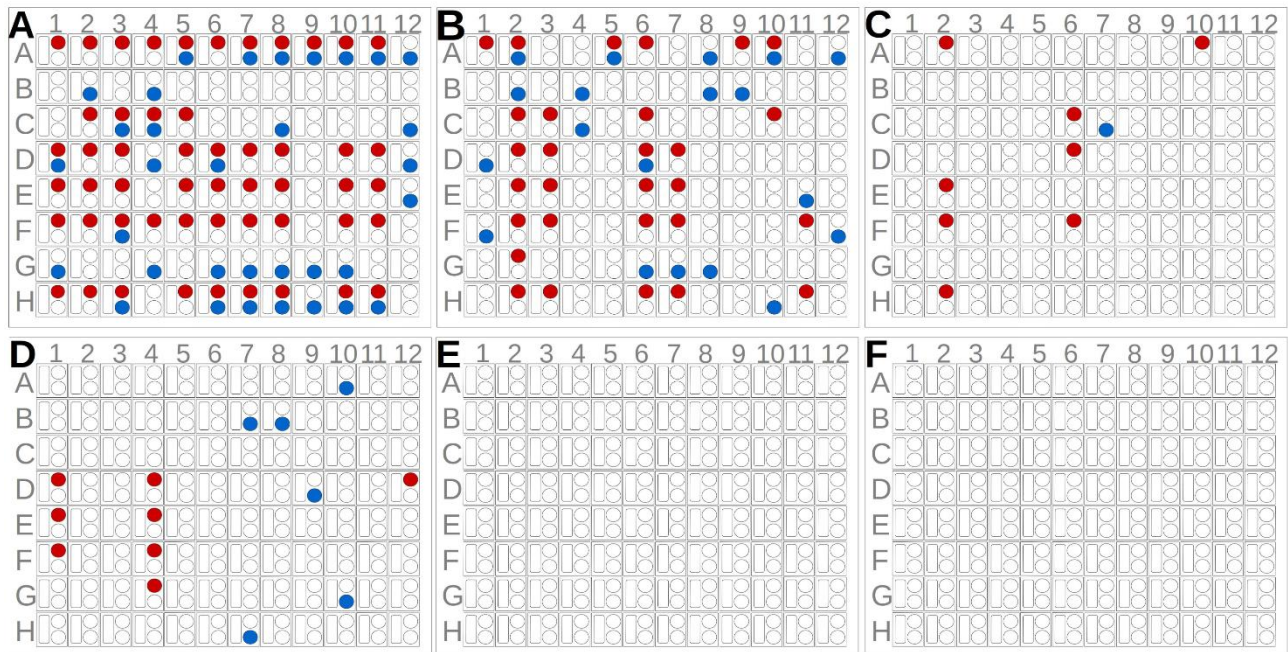 A 1 2 3 4 5 6 7 8 9 10 11 12
A
B
C
D
E
F
G
H
B 1 2 3 4 5 6 7 8 9 10 11 12
A
B
C
D
E
F
G
H
C 1 2 3 4 5 6 7 8 9 10 11 12
A
B
C
D
E
F
G
H
D 1 2 3 4 5 6 7 8 9 10 11 12
A
B
C
D
E
F
G
H
E 1 2 3 4 5 6 7 8 9 10 11 12
A
B
C
D
E
F
G
H
F 1 2 3 4 5 6 7 8 9 10 11 12
A
B
C
D
E
F
G
H